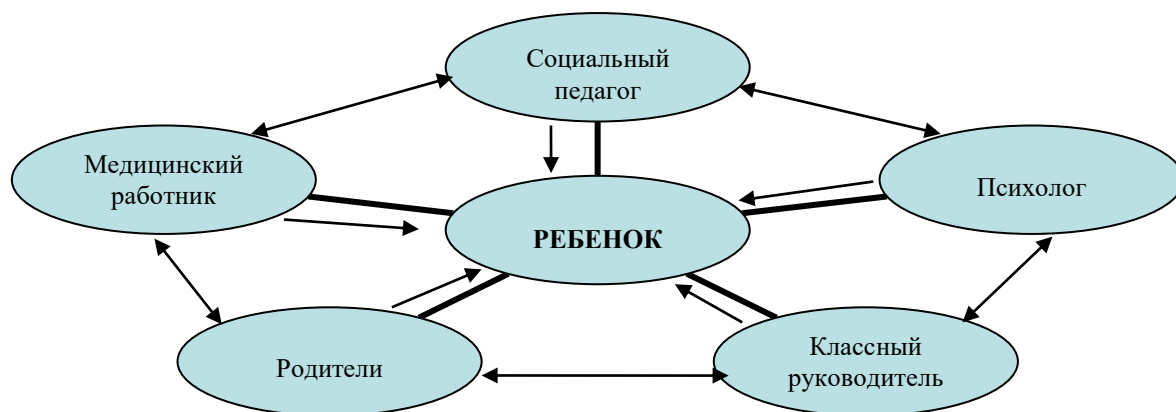 Социальный
педагог
Медицинский
работник
Психолог
РЕБЕНОК
Родители
Классный
руководитель